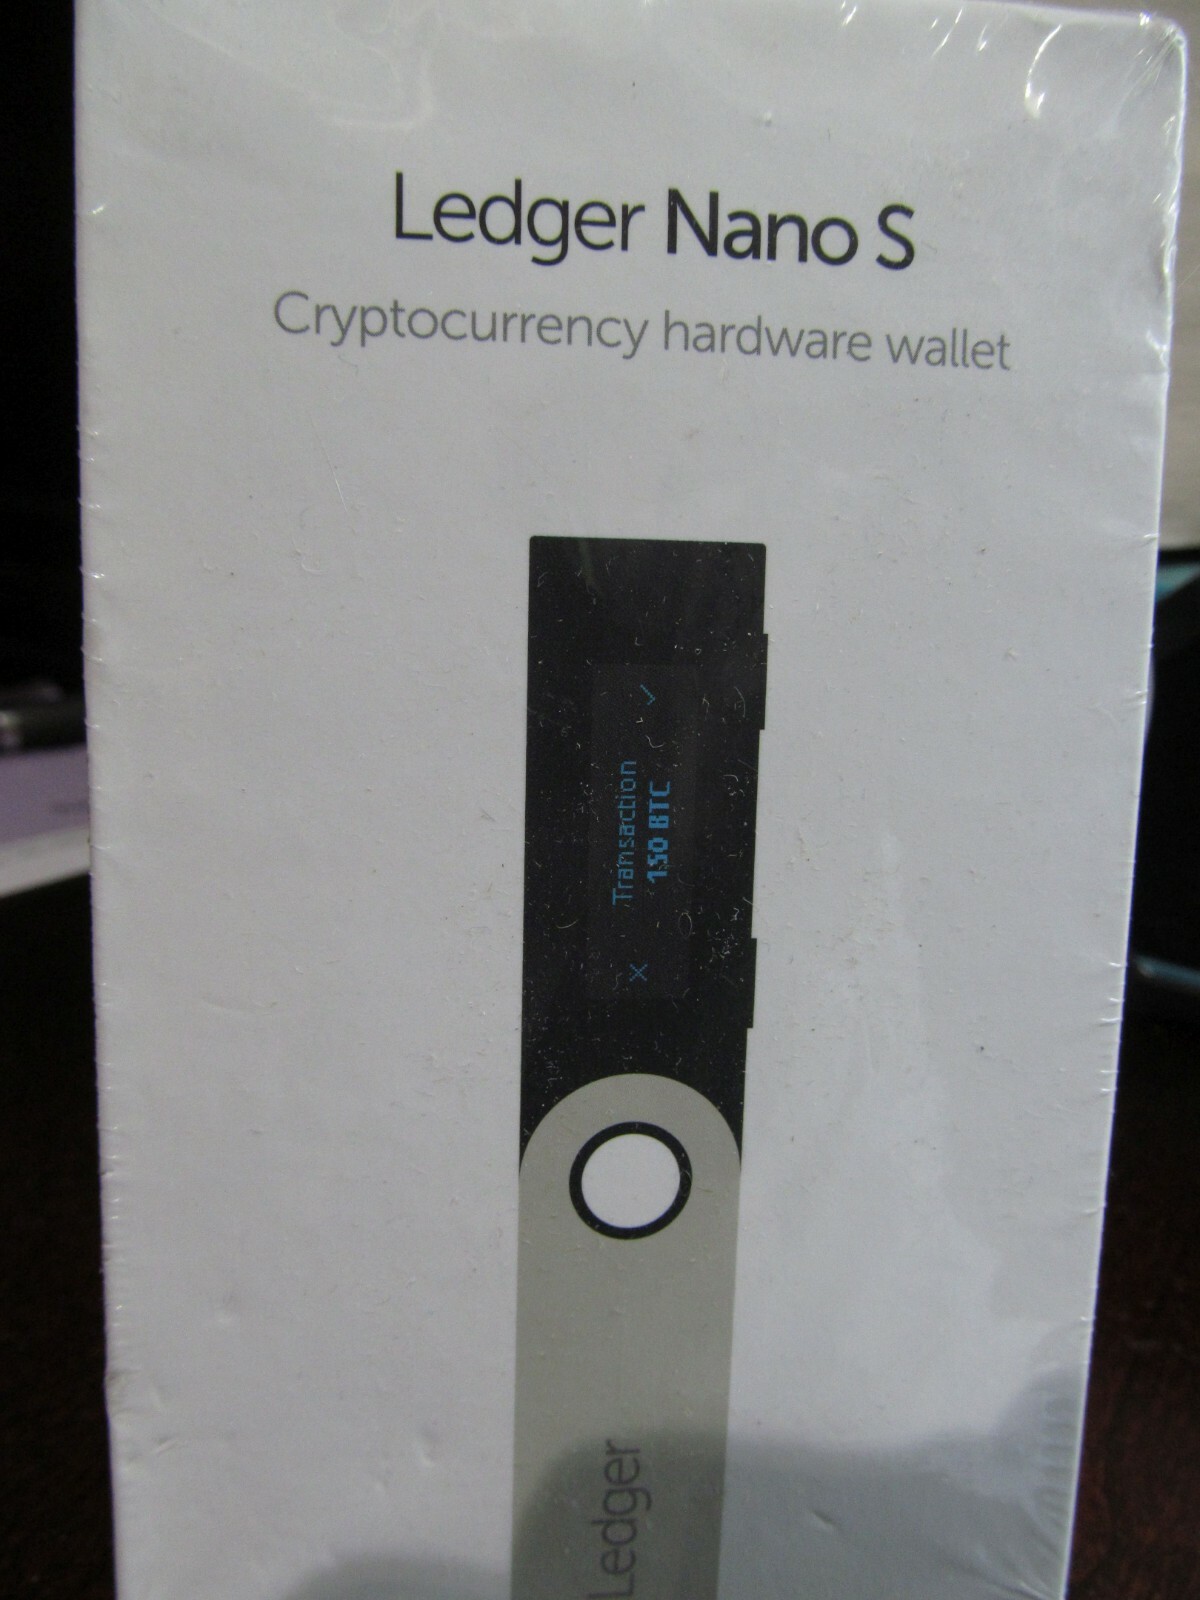 Ledger Nano S
Cryptocurrency hardware wallet
Transaction
150 BTC
Ledger